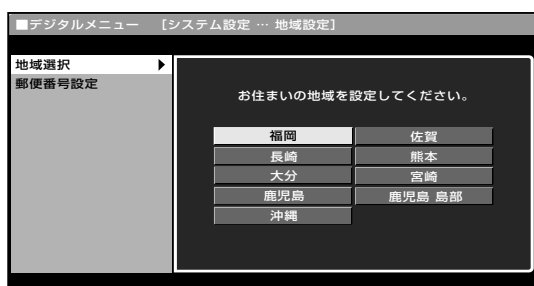 ■デジタルメニュー [システム設定 … 地域設定]
地域選択 ▶
郵便番号設定
お住まいの地域を設定してください。
福岡 佐賀
長崎 熊本
大分 宮崎
鹿児島 鹿児島 島部
沖縄